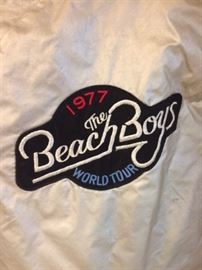 1977
The
Beach Boys
WORLD TOUR